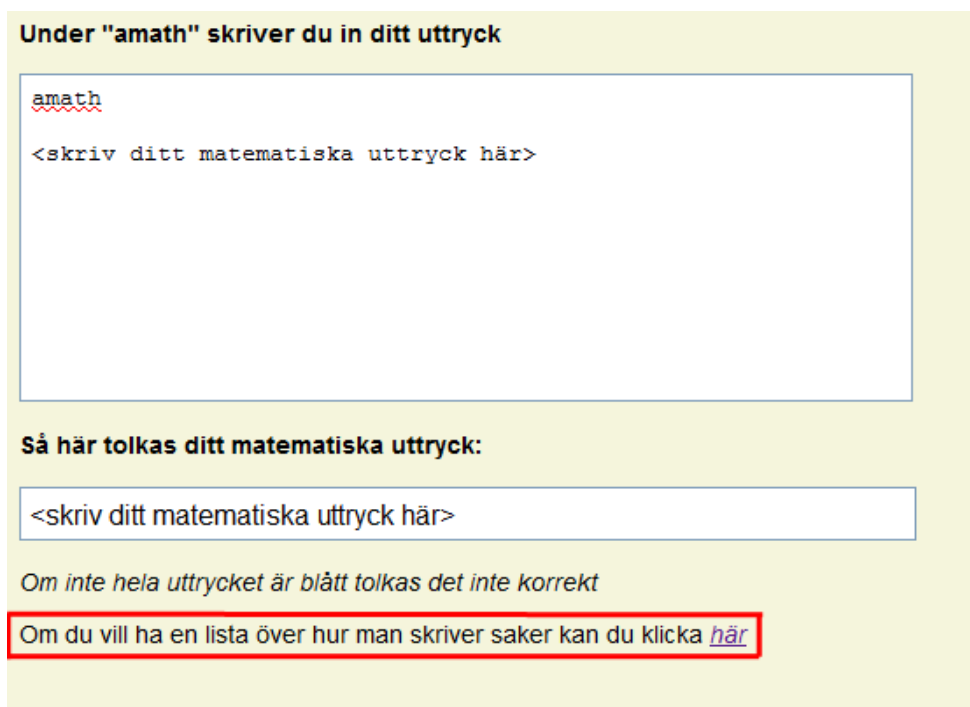 Under "amath" skriver du in ditt uttryck
amath
<skriv ditt matematiska uttryck här>
Så här tolkas ditt matematiska uttryck:
<skriv ditt matematiska uttryck här>
Om inte hela uttrycket är blått tolkas det inte korrekt
Om du vill ha en lista över hur man skriver saker kan du klicka här